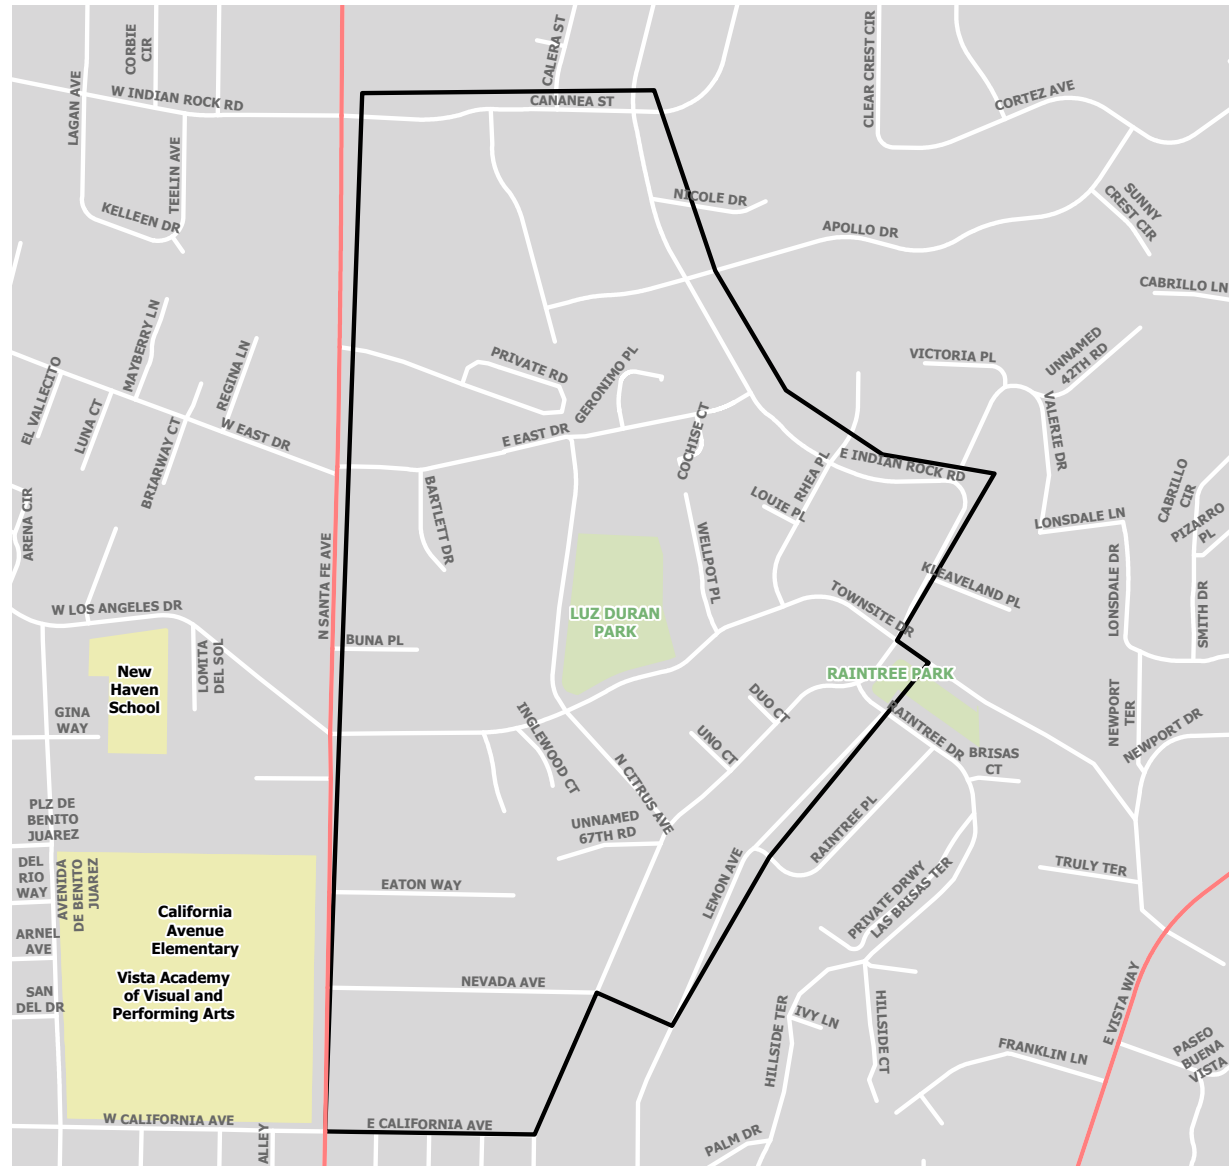 CORBIE
CIR
CALERA ST
CLEAR CREST CIR
LAGAN AVE
W INDIAN ROCK RD
CANANEA ST
CORTEZ AVE
TEELIN AVE
KELLEEN DR
NICOLE DR
SUNNY
CREST CIR
APOLLO DR
CABRILLO LN
MAYBERRY LN
REGINA LN
EL VALLECITO
LUNA CT
BRIARWAY CT
W EAST DR
PRIVATE RD
GERONIMO PL
VICTORIA PL
UNNAMED
42TH RD
VALERIE DR
E EAST DR
COCHISE CT
E INDIAN ROCK RD
RHEA PL
LOUIE PL
BARTLETT DR
WELLPOT PL
ARENA CIR
N SANTA FE AVE
LONSDALE LN
LONSDALE DR
CABRILLO
CIR
PIZARRO
PL
SMITH DR
KLEAVELAND PL
TOWNSITE DR
LUZ DURAN
PARK
W LOS ANGELES DR
BUNA PL
LOMITA
DEL SOL
New
Haven
School
GINA
WAY
RAINTREE PARK
RAINTREE DR
BRISAS
CT
NEWPORT
TER
NEWPORT DR
DUO CT
UNO CT
INGLEWOOD CT
N CITRUS AVE
UNNAMED
67TH RD
PLZ DE
BENITO
JUAREZ
DEL
RIO
WAY
AVENIDA
DE BENITO
JUAREZ
ARNEL
AVE
SAN
DEL DR
California
Avenue
Elementary
Vista Academy
of Visual and
Performing Arts
EATON WAY
LEMON AVE
RAINTREE PL
PRIVATE DRWY
LAS BRISAS TER
TRULY TER
NEVADA AVE
HILLSIDE TER
IVY LN
HILLSIDE CT
E VISTA WAY
FRANKLIN LN
PASEO
BUENA
VISTA
W CALIFORNIA AVE
ALLEY
E CALIFORNIA AVE
PALM DR